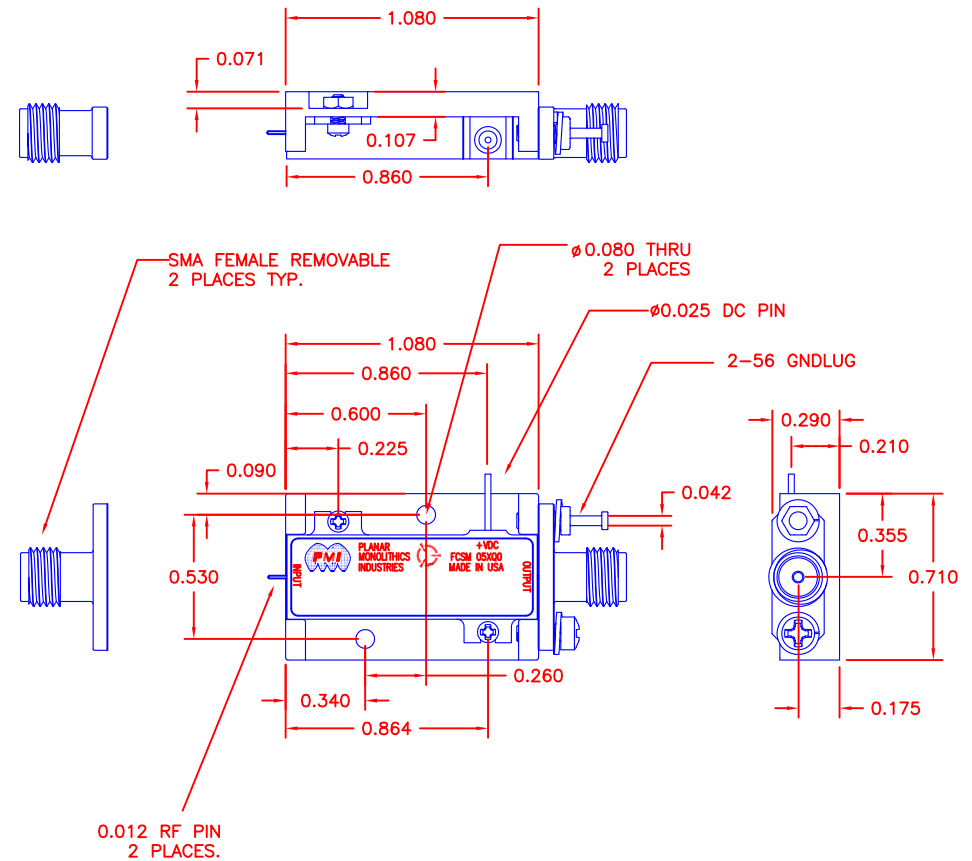 1.080
0.071
0.107
0.860
SMA FEMALE REMOVABLE
2 PLACES TYP.
ø0.080 THRU
2 PLACES
ø0.025 DC PIN
2-56 GNDLUG
1.080
0.860
0.600
0.225
0.090
0.530
0.042
0.290
0.210
0.355
0.710
0.175
PMI
PLANAR
MONOLITHICS
INDUSTRIES
+VDC
FCSM 05XQ0
MADE IN USA
INPUT
OUTPUT
0.260
0.340
0.864
0.012 RF PIN
2 PLACES.